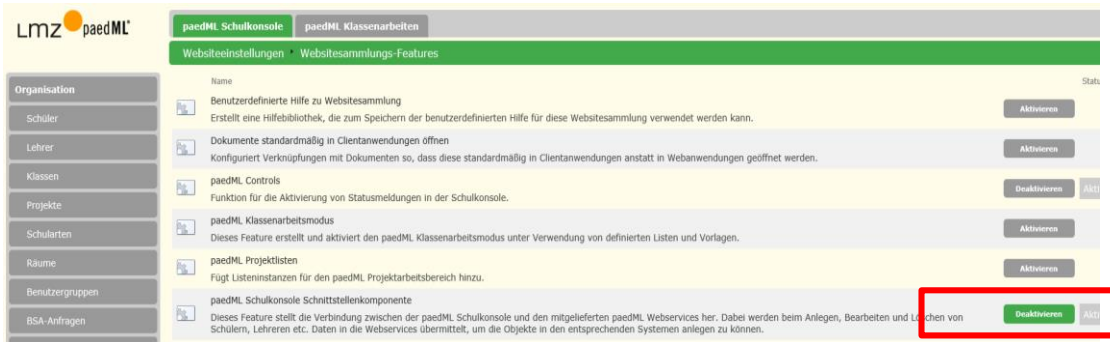 Lmz paedML®
paedML Schulkonsole
paedML Klassenarbeiten
Websiteeinstellungen Websitesammlungs-Features
Organisation
Schüler
Lehrer
Klassen
Projekte
Schularten
Räume
Benutzergruppen
BSA-Anfragen
Name
Statu
Benutzerdefinierte Hilfe zu Websitesammlung
Erstellt eine Hilfebibliothek, die zum Speichern der benutzerdefinierten Hilfe für diese Websitesammlung verwendet werden kann.
Aktivieren
Dokumente standardmäßig in Clientanwendungen öffnen
Konfiguriert Verknüpfungen mit Dokumenten so, dass diese standardmäßig in Clientanwendungen anstatt in Webanwendungen geöffnet werden.
Aktivieren
paedML Controls
Funktion für die Aktivierung von Statusmeldungen in der Schulkonsole.
Deaktivieren
Akti
paedML Klassenarbeitsmodus
Dieses Feature erstellt und aktiviert den paedML Klassenarbeitsmodus unter Verwendung von definierten Listen und Vorlagen.
Aktivieren
paedML Projektlisten
Fügt Listeninstanzen für den paedML Projektarbeitsbereich hinzu.
Aktivieren
paedML Schulkonsole Schnittstellenkomponente
Dieses Feature stellt die Verbindung zwischen der paedML Schulkonsole und den mitgelieferten paedML Webservices her. Dabei werden beim Anlegen, Bearbeiten und Löschen von
Schülern, Lehreren etc. Daten in die Webservices übermittelt, um die Objekte in den entsprechenden Systemen anlegen zu können.
Deaktivieren
Akti